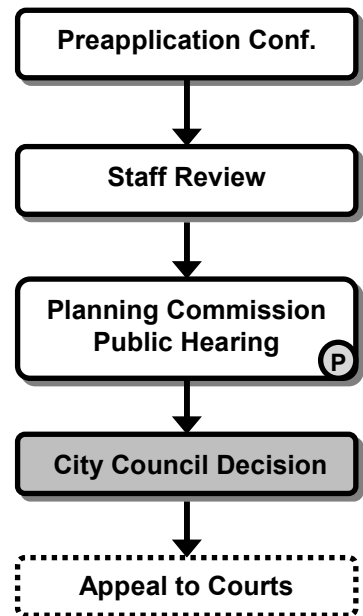 Preapplication Conf.
Staff Review
Planning Commission
Public Hearing
P
City Council Decision
Appeal to Courts